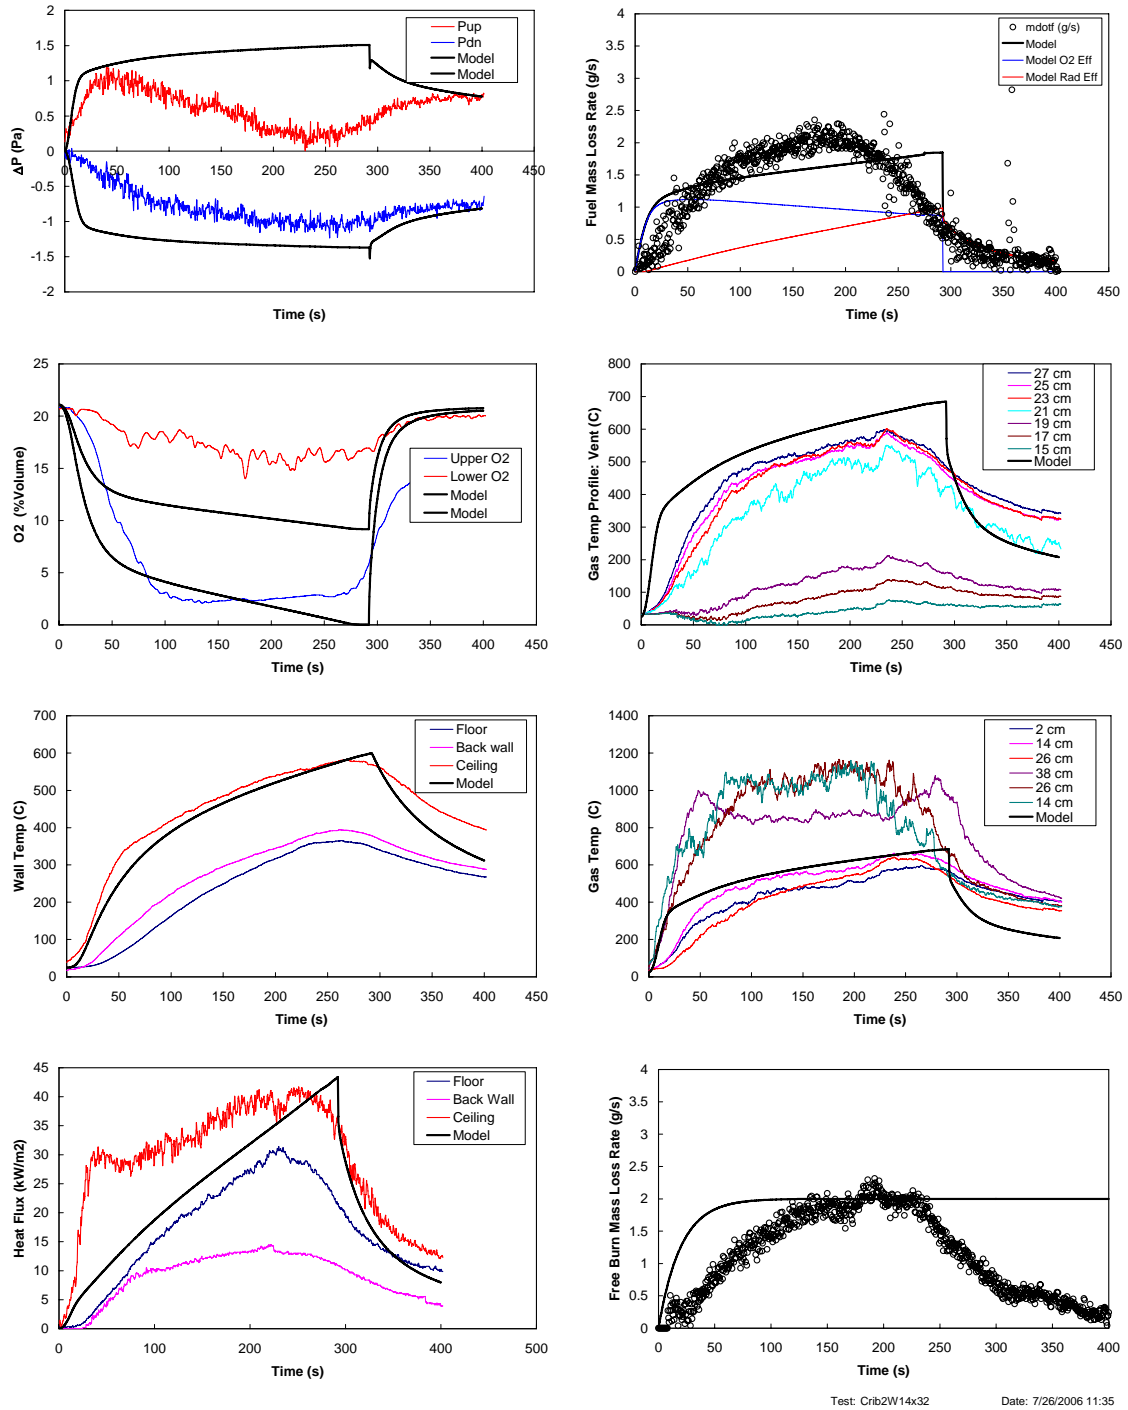 2
1.5
1
0.5
0
-0.5
-1
-1.5
-2
ΔP (Pa)
0 50 100 150 200 250 300 350 400 450
Time (s)
Pup
Pdn
Model
Model
4
3.5
3
2.5
2
1.5
1
0.5
0
Fuel Mass Loss Rate (g/s)
0 50 100 150 200 250 300 350 400 450
Time (s)
mdotf (g/s)
Model
Model O2 Eff
Model Rad Eff
25
20
15
10
5
0
O2 (%Volume)
0 50 100 150 200 250 300 350 400 450
Time (s)
Upper O2
Lower O2
Model
Model
800
700
600
500
400
300
200
100
0
Gas Temp Profile: Vent (C)
0 50 100 150 200 250 300 350 400 450
Time (s)
27 cm
25 cm
23 cm
21 cm
19 cm
17 cm
15 cm
Model
700
600
500
400
300
200
100
0
Wall Temp (C)
0 50 100 150 200 250 300 350 400 450
Time (s)
Floor
Back wall
Ceiling
Model
1400
1200
1000
800
600
400
200
0
Gas Temp (C)
0 50 100 150 200 250 300 350 400 450
Time (s)
2 cm
14 cm
26 cm
38 cm
26 cm
14 cm
Model
45
40
35
30
25
20
15
10
5
0
Heat Flux (kW/m2)
0 100 200 300 400 500
Time (s)
Floor
Back Wall
Ceiling
Model
4
3.5
3
2.5
2
1.5
1
0.5
0
Free Burn Mass Loss Rate (g/s)
0 50 100 150 200 250 300 350 400
Time (s)
Test: Crib2W14x32 Date: 7/26/2006 11:35